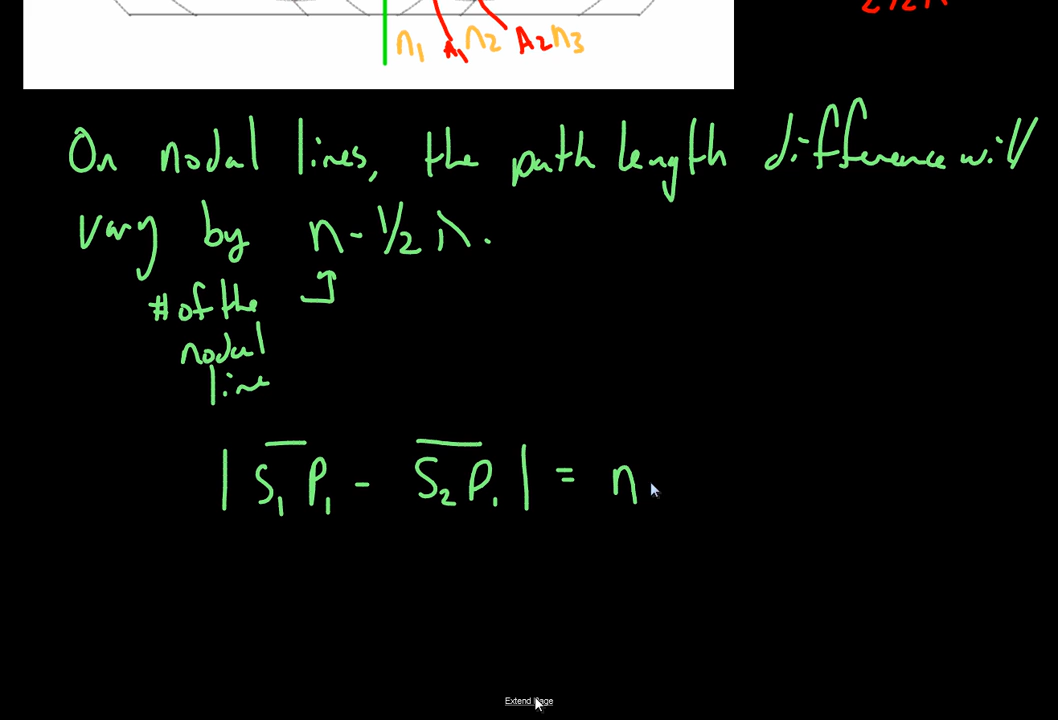 n1 A1 n2 A2 n3
On nodal lines, the path length difference will
vary by n - 1/2 λ.
# of the
nodal
line
| S1P1 - S2P1 | = n
Extend Page